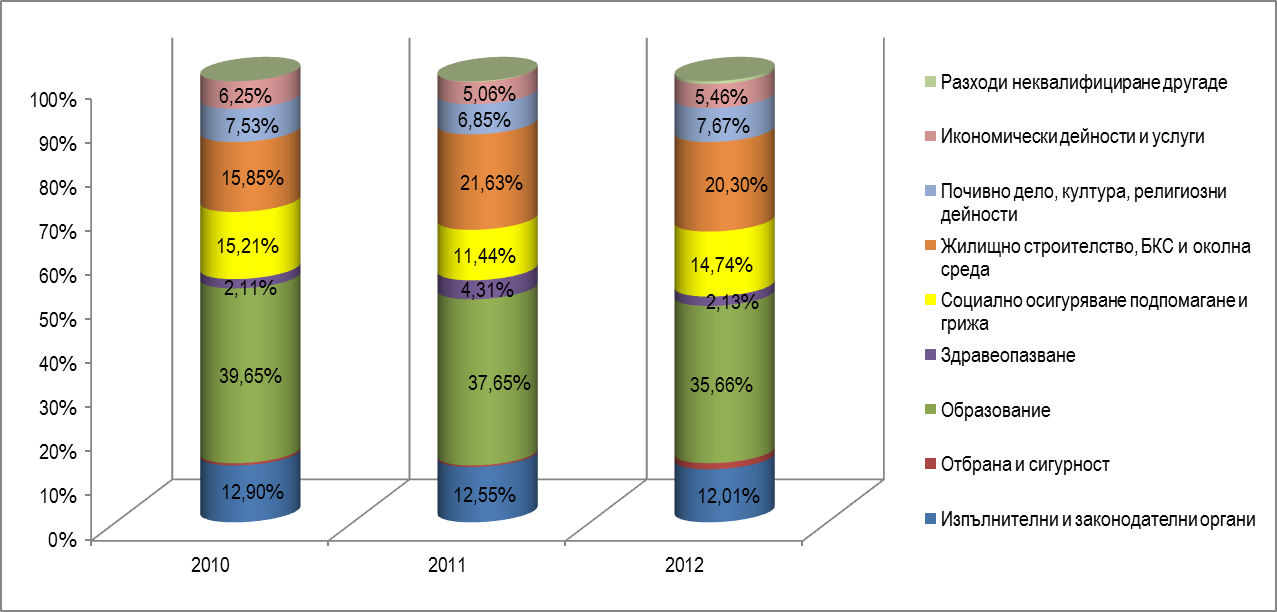 100%
90%
80%
70%
60%
50%
40%
30%
20%
10%
0%
6,25%
7,53%
15,85%
15,21%
2,11%
39,65%
12,90%
5,06%
6,85%
21,63%
11,44%
4,31%
37,65%
12,55%
5,46%
7,67%
20,30%
14,74%
2,13%
35,66%
12,01%
2010
2011
2012
Разходи неквалифициране другаде
Икономически дейности и услуги
Почивно дело, култура, религиозни
дейности
Жилищно строителство, БКС и околна
среда
Социално осигуряване подпомагане и
грижа
Здравеопазване
Образование
Отбрана и сигурност
Изпълнителни и законодателни органи